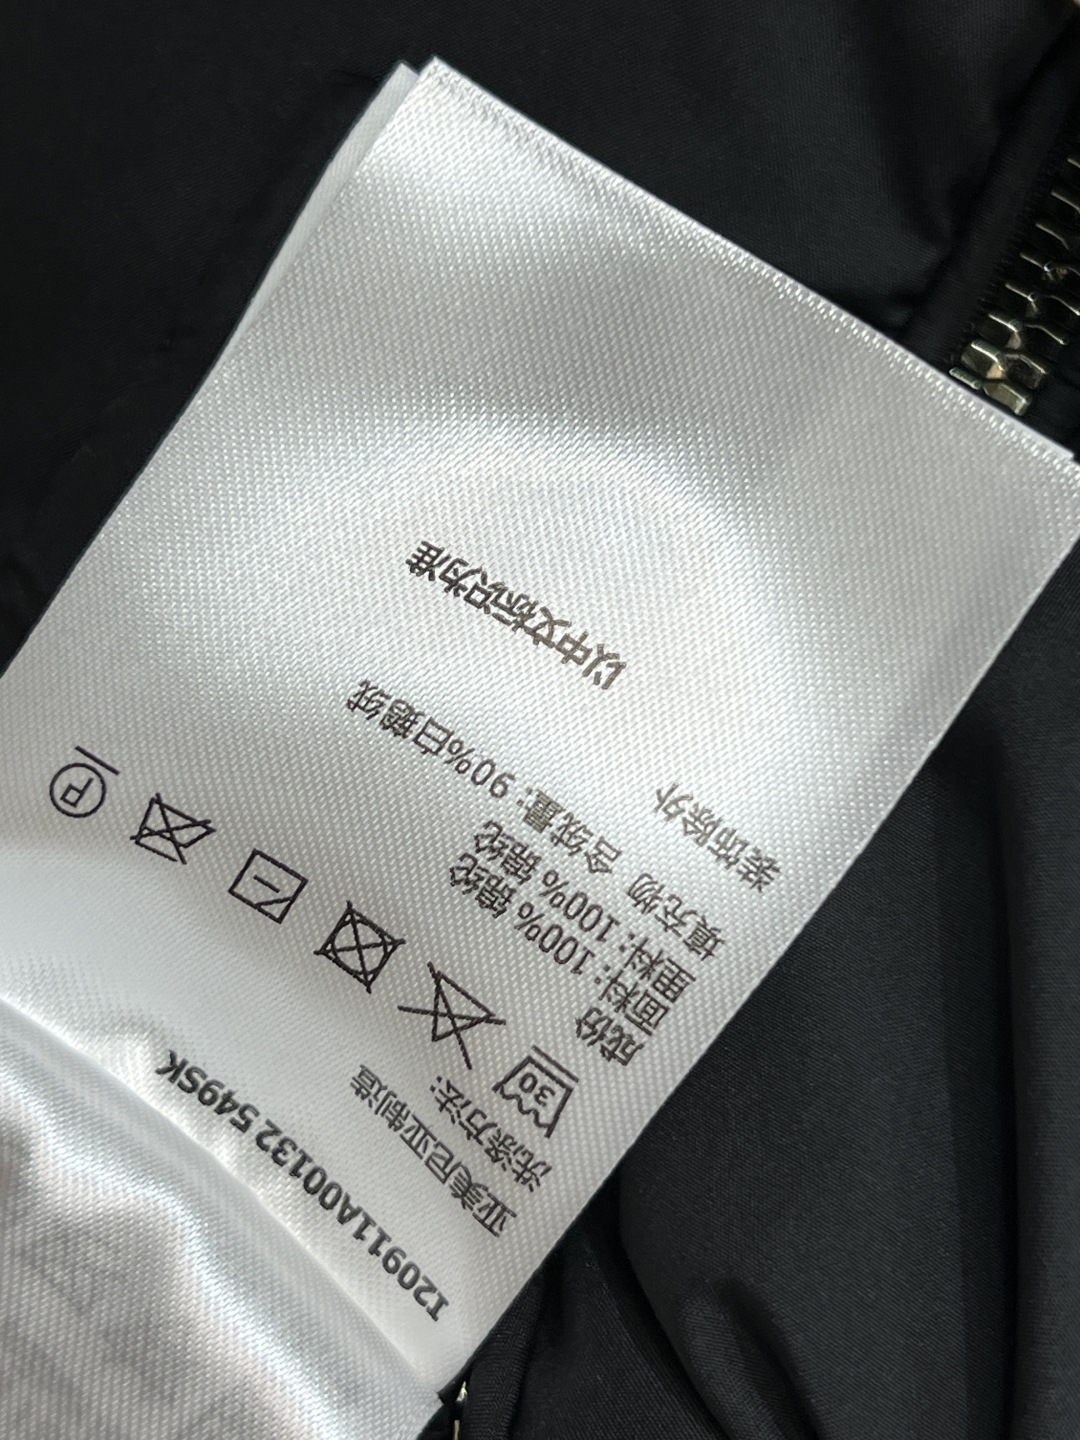 I20911A00132 549SK
亚美尼亚制造
洗涤方法:
30
P
成份
面料: 100% 锦纶
里料: 100% 锦纶
填充物 含绒量: 90%白鹅绒
装饰除外
以中文标识为准